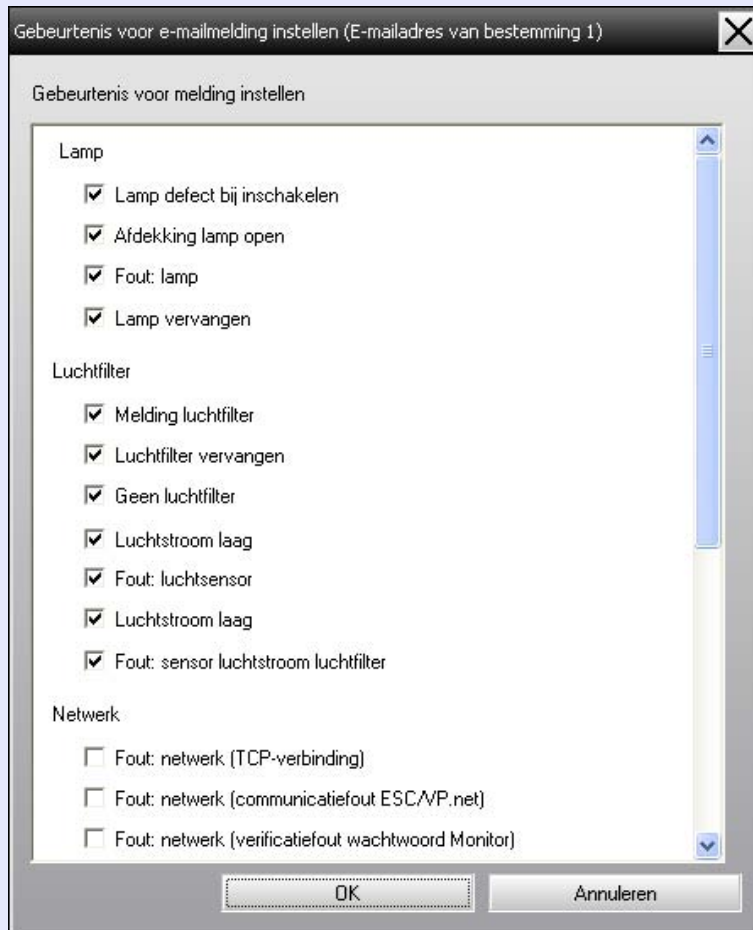 Gebeurtenis voor e-mailmelding instellen (E-mailadres van bestemming 1)
Gebeurtenis voor melding instellen
Lamp
Lamp defect bij inschakelen
Afdekking lamp open
Fout: lamp
Lamp vervangen
Luchtfilter
Melding luchtfilter
Luchtfilter vervangen
Geen luchtfilter
Luchtstroom laag
Fout: luchtsensor
Luchtstroom laag
Fout: sensor luchtstroom luchtfilter
Netwerk
Fout: netwerk (TCP-verbinding)
Fout: netwerk (communicatiefout ESC/VP.net)
Fout: netwerk (verificatiefout wachtwoord Monitor)
OK
Annuleren